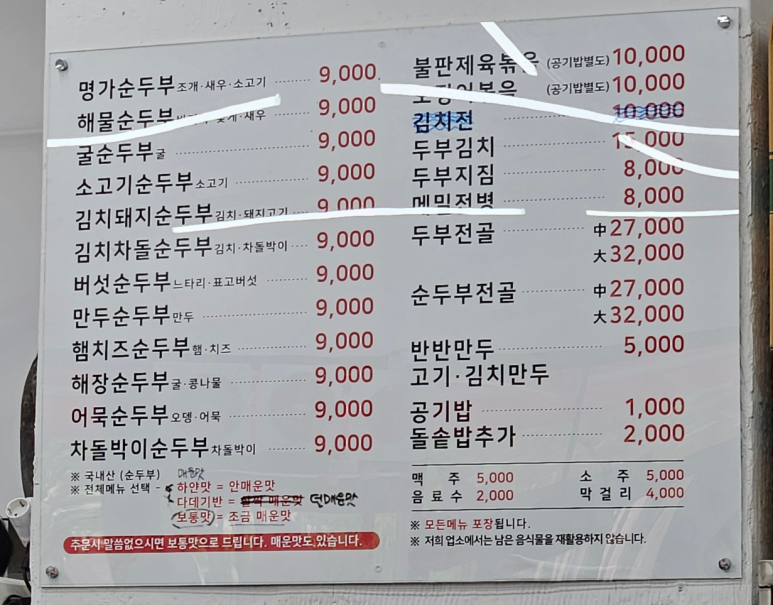 명가순두부 조개·새우·소고기 ········ 9,000
해물순두부 새우 9,000
굴순두부 굴 ········ 9,000
소고기순두부 소고기 ········ 9,000
김치돼지순두부 김치·돼지고기 9,000
김치차돌순두부 김치·차돌박이 ···· 9,000
버섯순두부 느타리·표고버섯 ········ 9,000
만두순두부 만두 ········ 9,000
햄치즈순두부 햄·치즈 ········ 9,000
해장순두부 굴·콩나물 ········ 9,000
어묵순두부 오뎅·어묵 ········ 9,000
차돌박이순두부 차돌박이 ········ 9,000
※ 국내산 (순두부) 매운맛
※ 전체메뉴 선택 - 하얀맛 = 안매운맛
다데기반 = 덜매움맛
보통맛 = 조금 매운맛
주문시 말씀없으시면 보통맛으로 드립니다. 매운맛도 있습니다.
불판제육볶음 (공기밥별도) 10,000
볶음 (공기밥별도) 10,000
김치전 ········ 10,000
두부김치 ········ 15,000
두부지짐 ········ 8,000
메밀전병 ········ 8,000
두부전골 ········ 中 27,000
大 32,000
순두부전골 ········ 中 27,000
大 32,000
반반만두 ········ 5,000
고기·김치만두
공기밥 ········ 1,000
돌솥밥추가 ········ 2,000
맥 주 5,000 소 주 5,000
음료수 2,000 막걸리 4,000
※ 모든메뉴 포장됩니다.
※ 저희 업소에서는 남은 음식물을 재활용하지 않습니다.